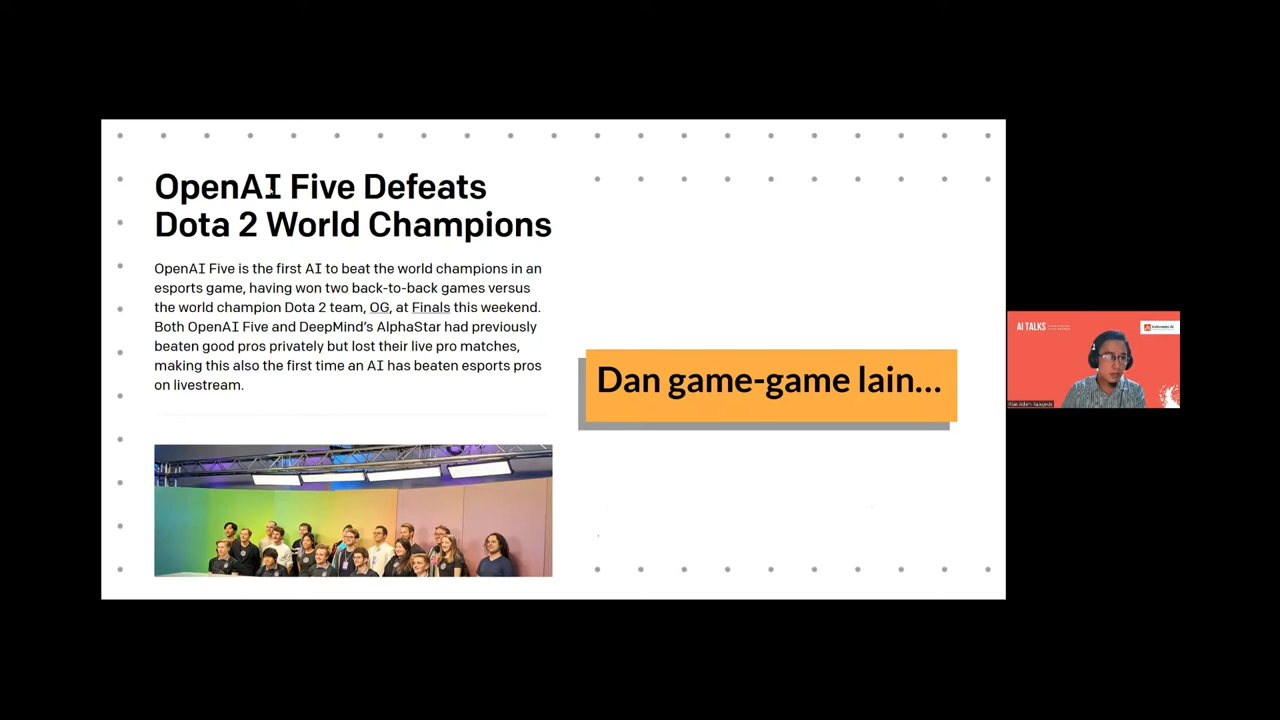 OpenAI Five Defeats
Dota 2 World Champions
OpenAI Five is the first AI to beat the world champions in an
esports game, having won two back-to-back games versus
the world champion Dota 2 team, OG, at Finals this weekend.
Both OpenAI Five and DeepMind's AlphaStar had previously
beaten good pros privately but lost their live pro matches,
making this also the first time an AI has beaten esports pros
on livestream.
Dan game-game lain...
AI TALKS
Indonesia AI